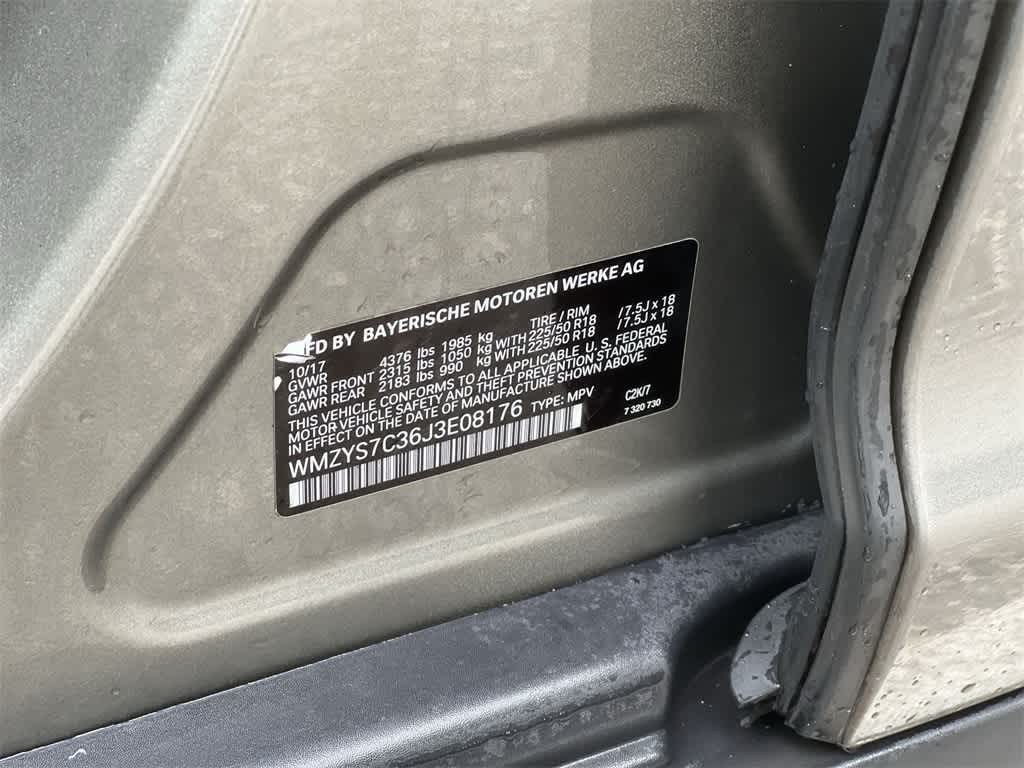 FD BY BAYERISCHE MOTOREN WERKE AG
10/17 TIRE / RIM
GVWR 4376 lbs 1985 kg
GAWR FRONT 2315 lbs 1050 kg WITH 225/50 R18 / 7.5J x 18
GAWR REAR 2183 lbs 990 kg WITH 225/50 R18 / 7.5J x 18
THIS VEHICLE CONFORMS TO ALL APPLICABLE U. S. FEDERAL
MOTOR VEHICLE SAFETY AND THEFT PREVENTION STANDARDS
IN EFFECT ON THE DATE OF MANUFACTURE SHOWN ABOVE.
WMZYS7C36J3E08176 TYPE: MPV C2K/7
7 320 730